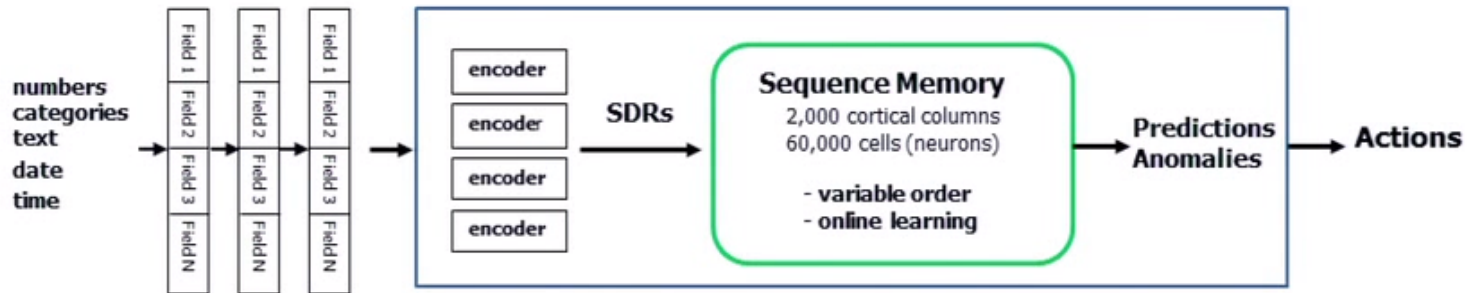 numbers
categories
text
date
time
Field 1
Field 2
Field 3
Field N
Field 1
Field 2
Field 3
Field N
Field 1
Field 2
Field 3
Field N
encoder
encoder
encoder
encoder
SDRs
Sequence Memory
2,000 cortical columns
60,000 cells (neurons)
- variable order
- online learning
Predictions
Anomalies
Actions